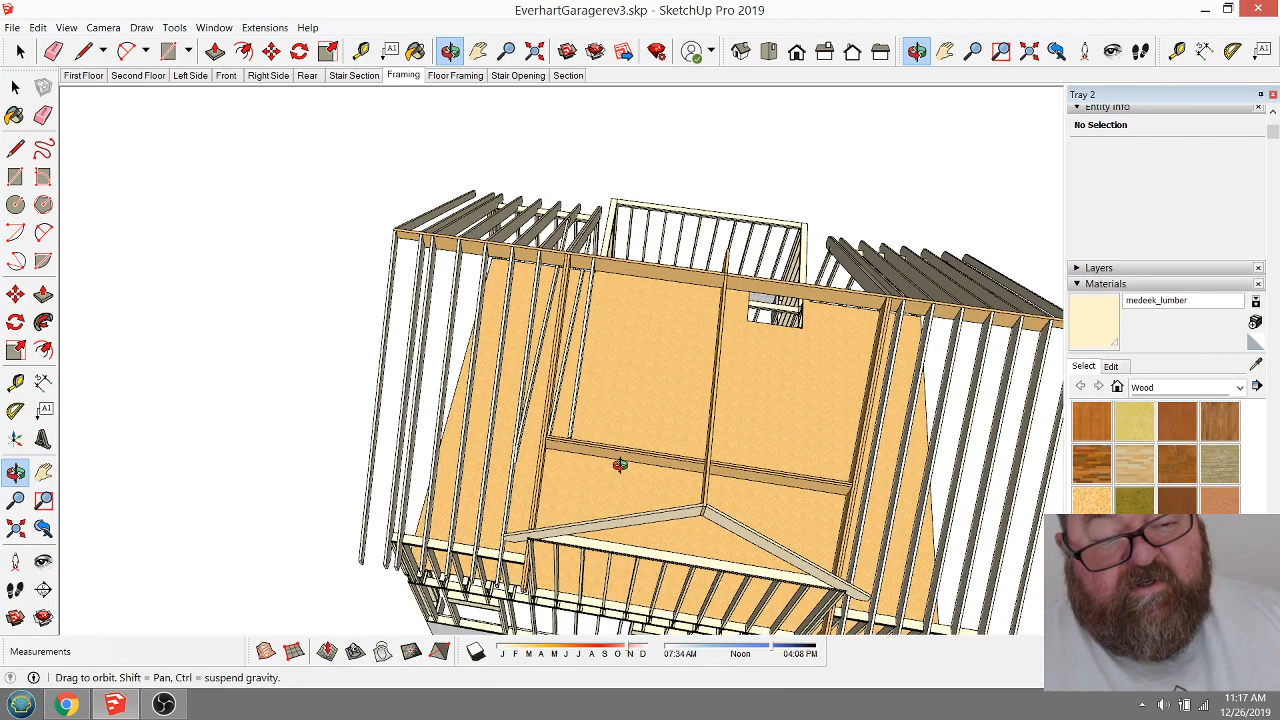 EverhartGaragerev3.skp - SketchUp Pro 2019
File Edit View Camera Draw Tools Window Extensions Help
First Floor Second Floor Left Side Front Right Side Rear Stair Section Framing Floor Framing Stair Opening Section
Tray 2
Entity Info
No Selection
Layers
Materials
medeek_lumber
Select Edit
Wood
A1
A1
A1
Measurements
J F M A M J J A S O N D
07:34 AM Noon 04:08 PM
Drag to orbit. Shift = Pan, Ctrl = suspend gravity.
11:17 AM
12/26/2019